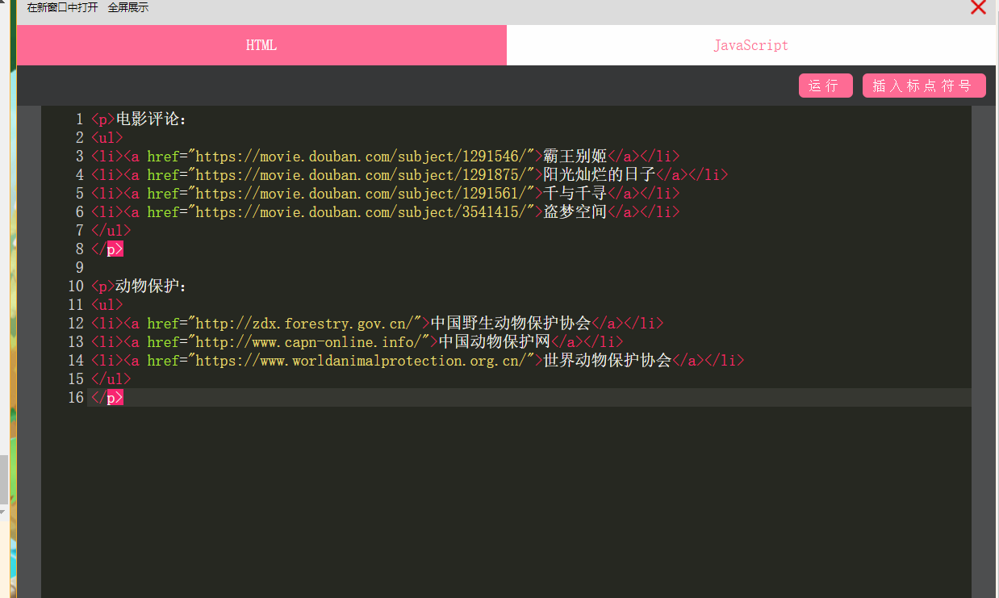 在新窗口中打开 全屏展示
HTML JavaScript
运行 插入标点符号
1 <p>电影评论:
2 <ul>
3 <li><a href="https://movie.douban.com/subject/1291546/">霸王别姬</a></li>
4 <li><a href="https://movie.douban.com/subject/1291875/">阳光灿烂的日子</a></li>
5 <li><a href="https://movie.douban.com/subject/1291561/">千与千寻</a></li>
6 <li><a href="https://movie.douban.com/subject/3541415/">盗梦空间</a></li>
7 </ul>
8 </p>
9
10 <p>动物保护:
11 <ul>
12 <li><a href="http://zdx.forestry.gov.cn/">中国野生动物保护协会</a></li>
13 <li><a href="http://www.capn-online.info/">中国动物保护网</a></li>
14 <li><a href="https://www.worldanimalprotection.org.cn/">世界动物保护协会</a></li>
15 </ul>
16 </p>